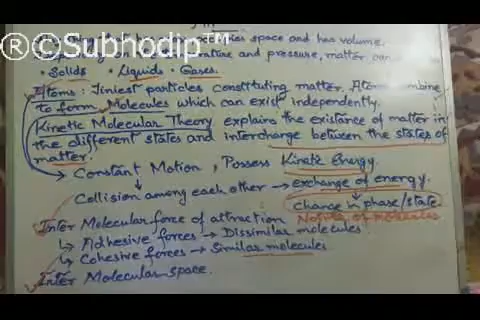 ®©Subhodip™
space and has volume.
and pressure, matter can
• Solids • Liquids • Gases.
Atoms: Tiniest particles constituting matter. Atoms combine
to form Molecules which can exist independently.
Kinetic Molecular Theory explains the existance of matter in
the different states and interchange between the states of
matter.
Constant Motion, Possess Kinetic Energy.
Collision among each other → exchange of energy.
change in phase/state
Inter Molecular force of attraction
Adhesive forces → Dissimilar molecules
Cohesive forces → Similar molecules
Inter Molecular space.